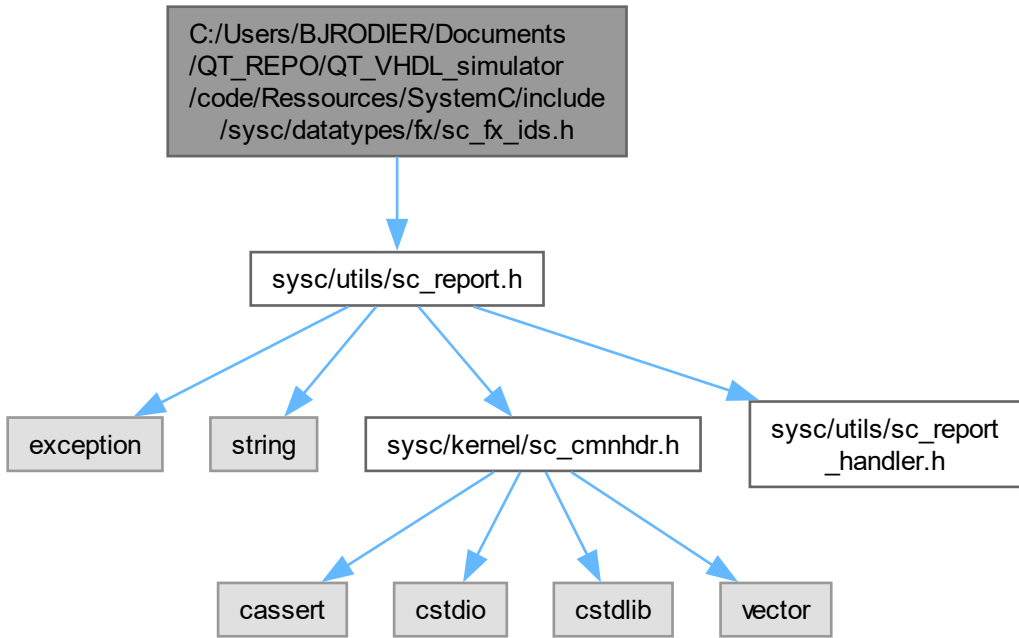 C:/Users/BJRODIER/Documents
/QT_REPO/QT_VHDL_simulator
/code/Ressources/SystemC/include
/sysc/datatypes/fx/sc_fx_ids.h
sysc/utils/sc_report.h
exception
string
sysc/kernel/sc_cmnhdr.h
sysc/utils/sc_report
_handler.h
cassert
cstdio
cstdlib
vector